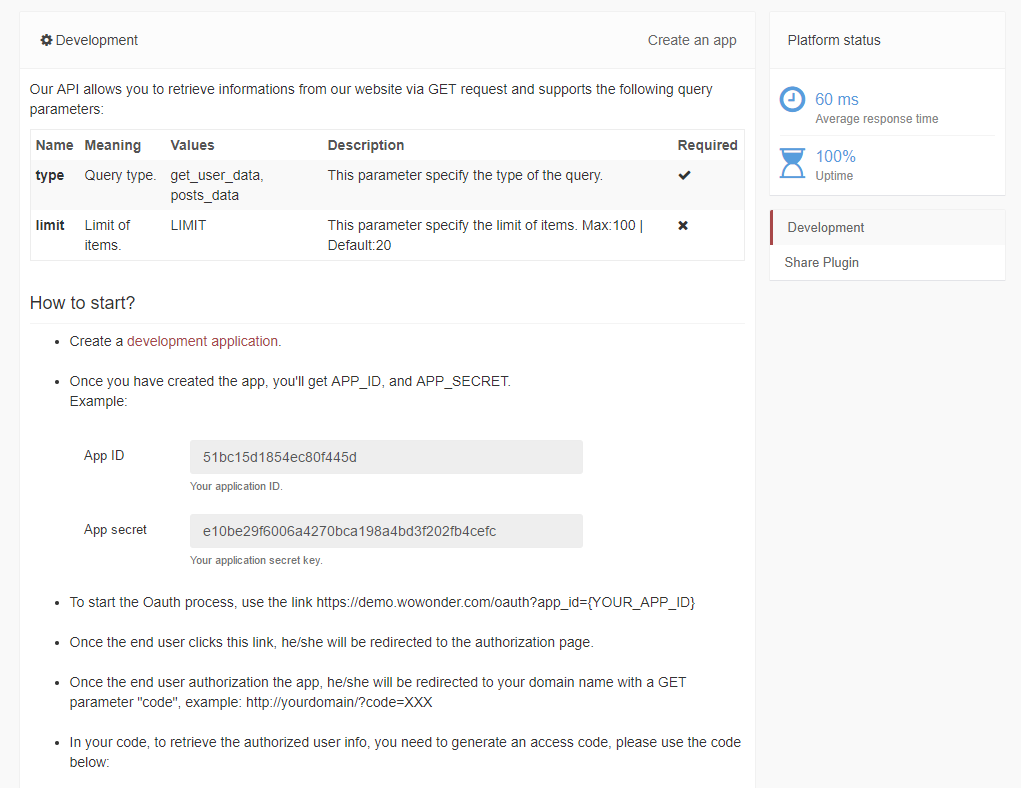 Development
Create an app
Our API allows you to retrieve informations from our website via GET request and supports the following query
parameters:
Name Meaning Values Description Required
type Query type. get_user_data, This parameter specify the type of the query.
posts_data
limit Limit of LIMIT This parameter specify the limit of items. Max:100 |
items. Default:20
How to start?
• Create a development application.
• Once you have created the app, you'll get APP_ID, and APP_SECRET.
Example:
App ID 51bc15d1854ec80f445d
Your application ID.
App secret e10be29f6006a4270bca198a4bd3f202fb4cefc
Your application secret key.
• To start the Oauth process, use the link https://demo.wowonder.com/oauth?app_id={YOUR_APP_ID}
• Once the end user clicks this link, he/she will be redirected to the authorization page.
• Once the end user authorization the app, he/she will be redirected to your domain name with a GET
parameter "code", example: http://yourdomain/?code=XXX
• In your code, to retrieve the authorized user info, you need to generate an access code, please use the code
below:
Platform status
60 ms
Average response time
100%
Uptime
Development
Share Plugin